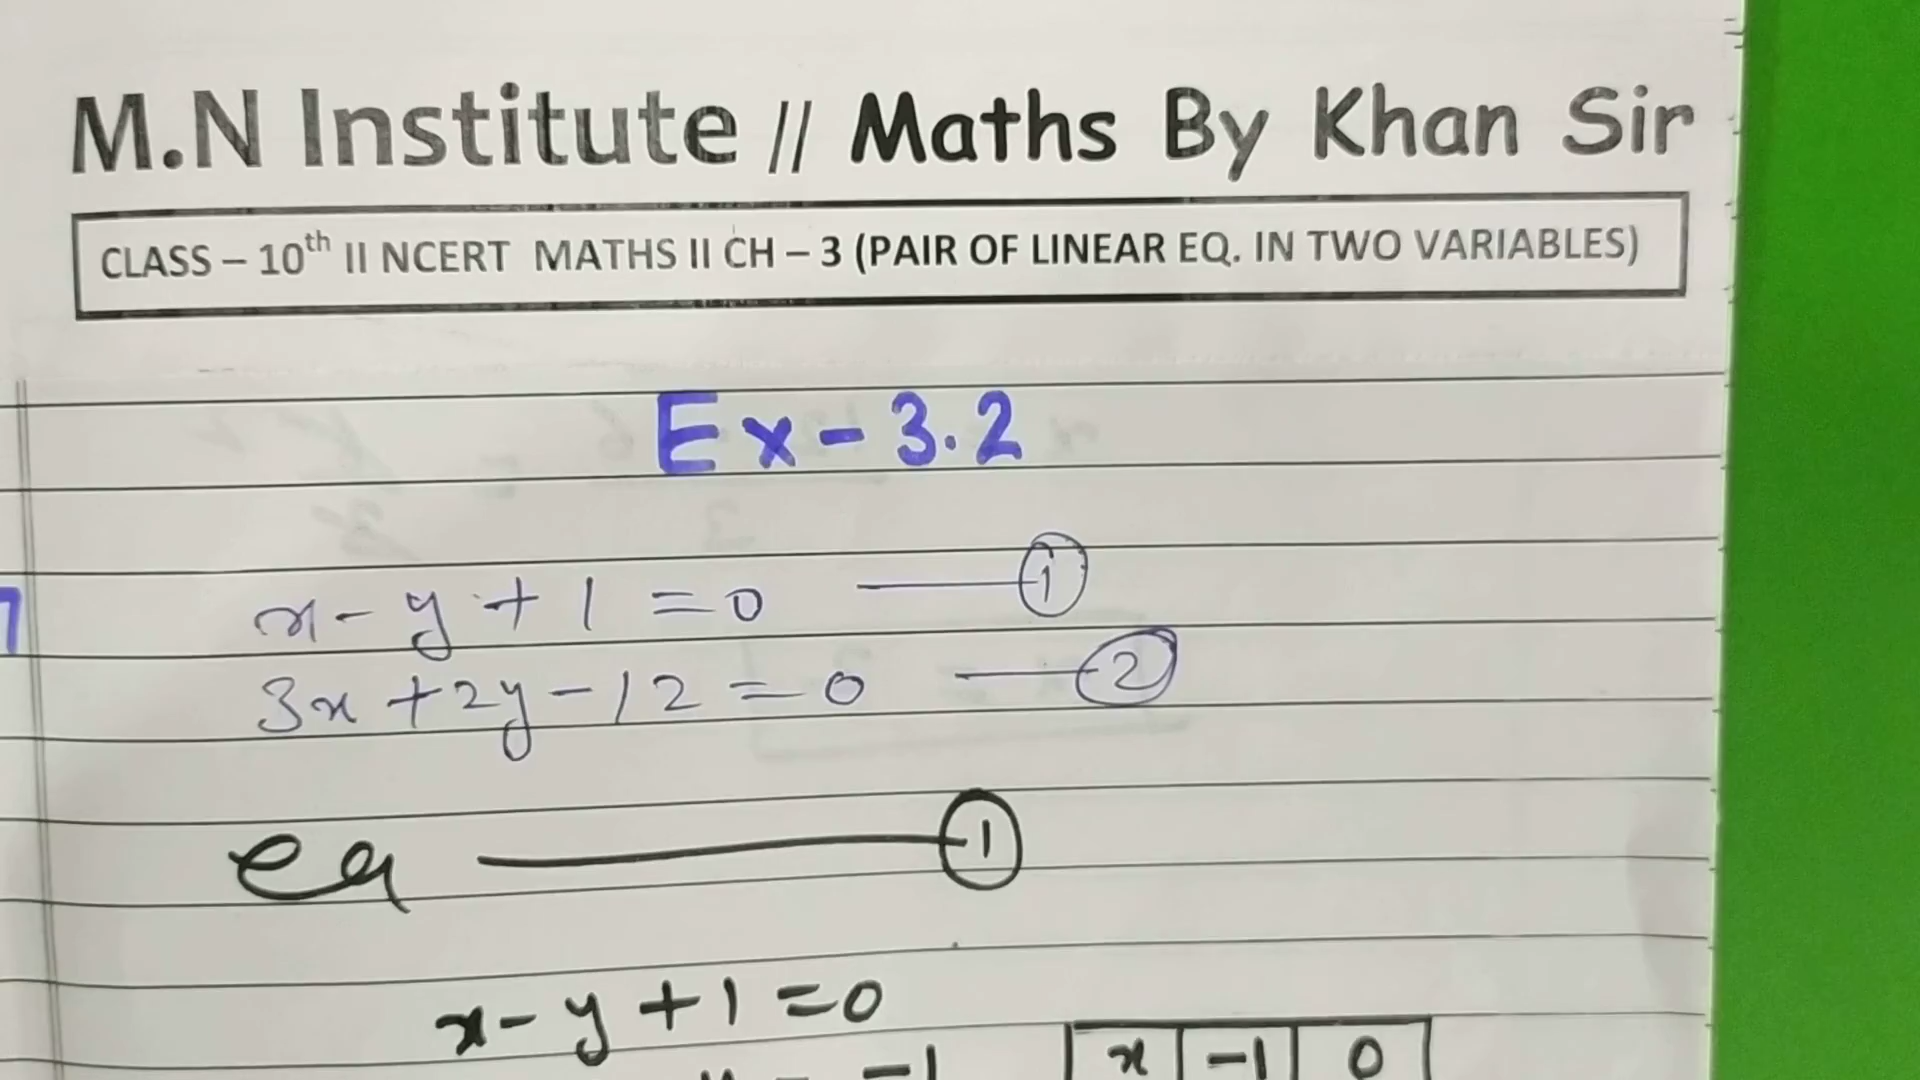 M.N Institute // Maths By Khan Sir
CLASS – 10th II NCERT MATHS II CH – 3 (PAIR OF LINEAR EQ. IN TWO VARIABLES)
Ex - 3.2
x - y + 1 = 0 — 1
3x + 2y - 12 = 0 — 2
eq — 1
x - y + 1 = 0
x -1 0